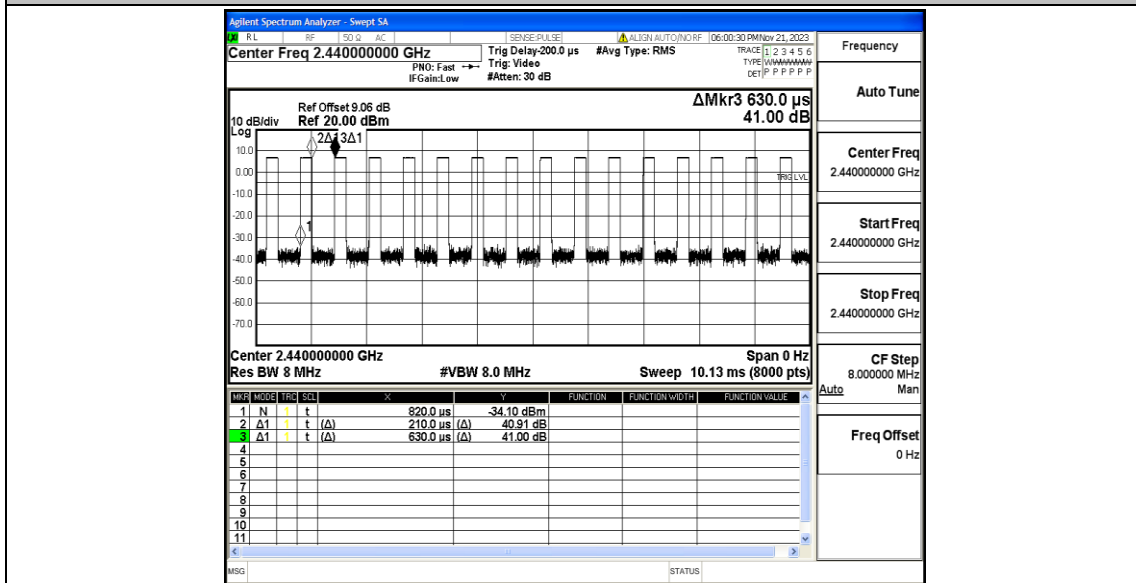 Agilent Spectrum Analyzer - Swept SA
RL RF 50 Ω AC SENSE:PULSE ALIGN AUTO/NO RF 06:00:30 PM Nov 21, 2023
Center Freq 2.440000000 GHz
PNO: Fast
IFGain:Low
Trig Delay-200.0 µs
Trig: Video
#Atten: 30 dB
#Avg Type: RMS
TRACE 1 2 3 4 5 6
TYPE WWWWWW
DET P P P P P P
Frequency
Auto Tune
Center Freq
2.440000000 GHz
Start Freq
2.440000000 GHz
Stop Freq
2.440000000 GHz
CF Step
8.000000 MHz
Auto Man
Freq Offset
0 Hz
ΔMkr3 630.0 µs
41.00 dB
Ref Offset 9.06 dB
10 dB/div Ref 20.00 dBm
Log
2Δ13Δ1
10.0
0.00
TRIG LVL
-10.0
-20.0
1
-30.0
-40.0
-50.0
-60.0
-70.0
Center 2.440000000 GHz Span 0 Hz
Res BW 8 MHz #VBW 8.0 MHz Sweep 10.13 ms (8000 pts)
MKR MODE TRC SCL X Y FUNCTION FUNCTION WIDTH FUNCTION VALUE
1 N 1 t 820.0 µs -34.10 dBm
2 Δ1 1 t (Δ) 210.0 µs (Δ) 40.91 dB
3 Δ1 1 t (Δ) 630.0 µs (Δ) 41.00 dB
4
5
6
7
8
9
10
11
MSG STATUS